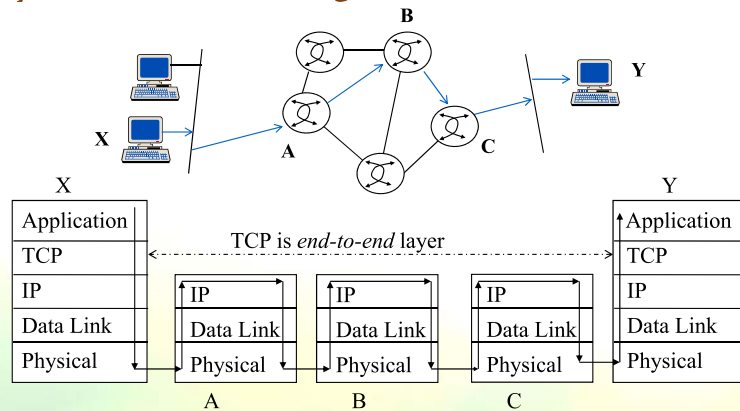 B
Y
X
A
C
X
Y
Application
TCP
IP
Data Link
Physical
TCP is end-to-end layer
IP
Data Link
Physical
IP
Data Link
Physical
IP
Data Link
Physical
Application
TCP
IP
Data Link
Physical
A
B
C